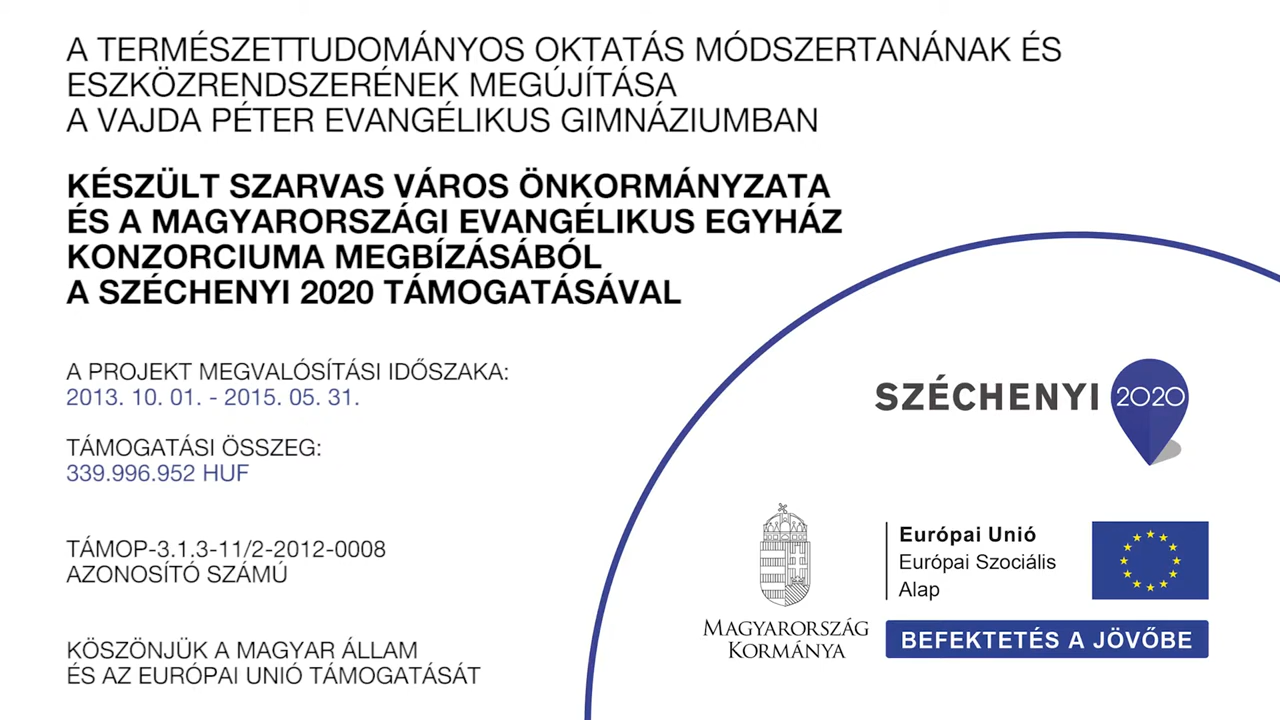 A TERMÉSZETTUDOMÁNYOS OKTATÁS MÓDSZERTANÁNAK ÉS
ESZKÖZRENDSZERÉNEK MEGÚJÍTÁSA
A VAJDA PÉTER EVANGÉLIKUS GIMNÁZIUMBAN
KÉSZÜLT SZARVAS VÁROS ÖNKORMÁNYZATA
ÉS A MAGYARORSZÁGI EVANGÉLIKUS EGYHÁZ
KONZORCIUMA MEGBÍZÁSÁBÓL
A SZÉCHENYI 2020 TÁMOGATÁSÁVAL
A PROJEKT MEGVALÓSÍTÁSI IDŐSZAKA:
2013. 10. 01. - 2015. 05. 31.
TÁMOGATÁSI ÖSSZEG:
339.996.952 HUF
TÁMOP-3.1.3-11/2-2012-0008
AZONOSÍTÓ SZÁMÚ
KÖSZÖNJÜK A MAGYAR ÁLLAM
ÉS AZ EURÓPAI UNIÓ TÁMOGATÁSÁT
SZÉCHENYI 2020
MAGYARORSZÁG
KORMÁNYA
Európai Unió
Európai Szociális
Alap
BEFEKTETÉS A JÖVŐBE